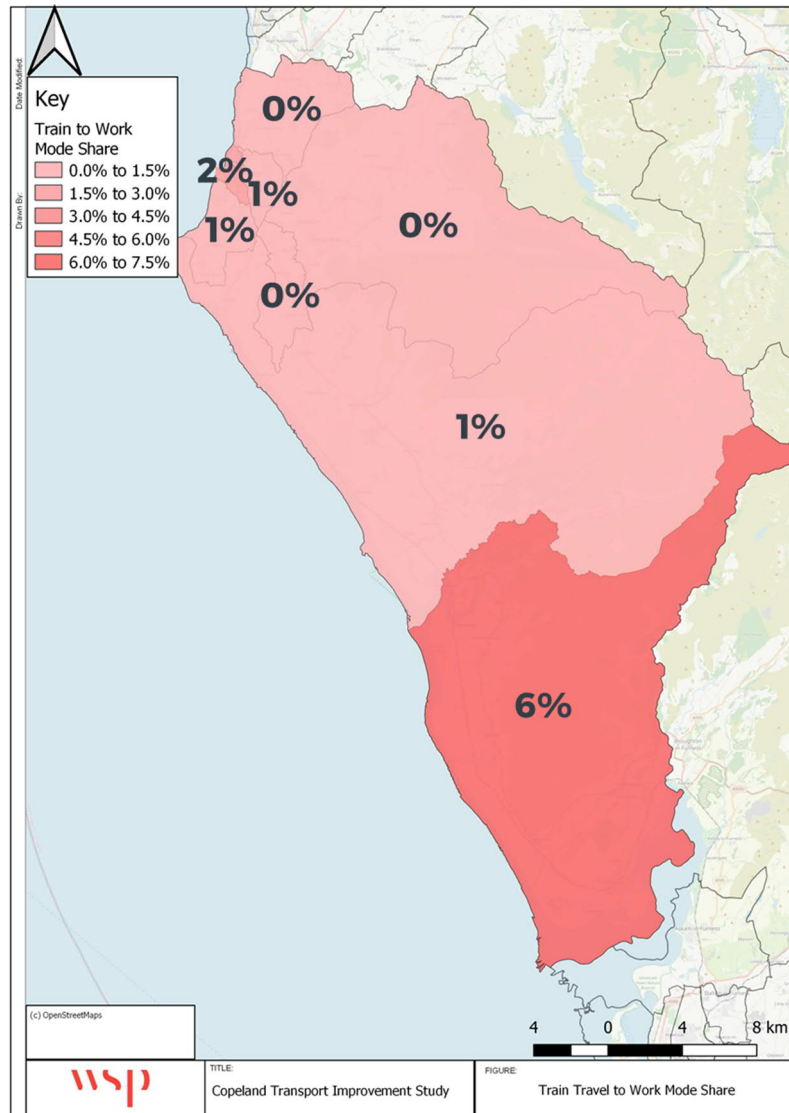 Date Modified:
Drawn By:
Key
Train to Work
Mode Share
0.0% to 1.5%
1.5% to 3.0%
3.0% to 4.5%
4.5% to 6.0%
6.0% to 7.5%
0%
2%
1%
1%
0%
0%
1%
6%
(c) OpenStreetMaps
4 0 4 8 km
wsp
TITLE:
Copeland Transport Improvement Study
FIGURE:
Train Travel to Work Mode Share